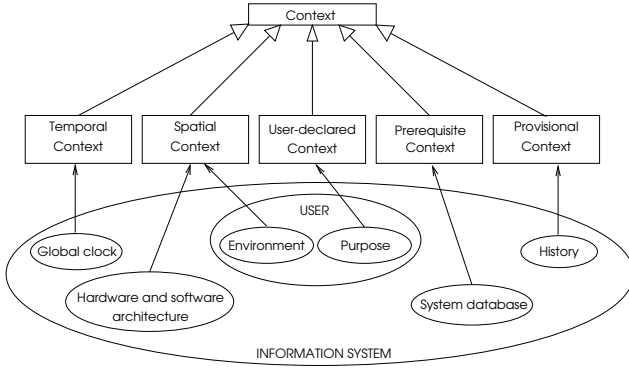 Context
Temporal
Context
Spatial
Context
User-declared
Context
Prerequisite
Context
Provisional
Context
USER
Global clock
Environment
Purpose
History
Hardware and software
architecture
System database
INFORMATION SYSTEM